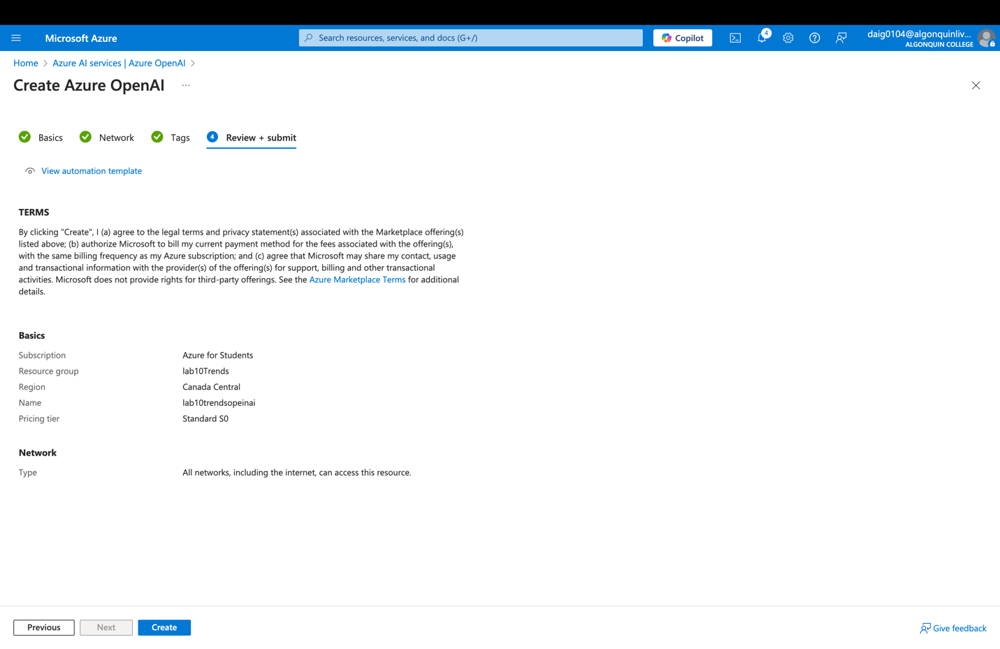 Microsoft Azure
Search resources, services, and docs (G+/)
Copilot
4
daig0104@algonquinliv...
ALGONQUIN COLLEGE
Home > Azure AI services | Azure OpenAI >
Create Azure OpenAI ...
Basics
Network
Tags
4 Review + submit
View automation template
TERMS
By clicking "Create", I (a) agree to the legal terms and privacy statement(s) associated with the Marketplace offering(s)
listed above; (b) authorize Microsoft to bill my current payment method for the fees associated with the offering(s),
with the same billing frequency as my Azure subscription; and (c) agree that Microsoft may share my contact, usage
and transactional information with the provider(s) of the offering(s) for support, billing and other transactional
activities. Microsoft does not provide rights for third-party offerings. See the Azure Marketplace Terms for additional
details.
Basics
Subscription Azure for Students
Resource group lab10Trends
Region Canada Central
Name lab10trendsopeinai
Pricing tier Standard S0
Network
Type All networks, including the internet, can access this resource.
Previous
Next
Create
Give feedback